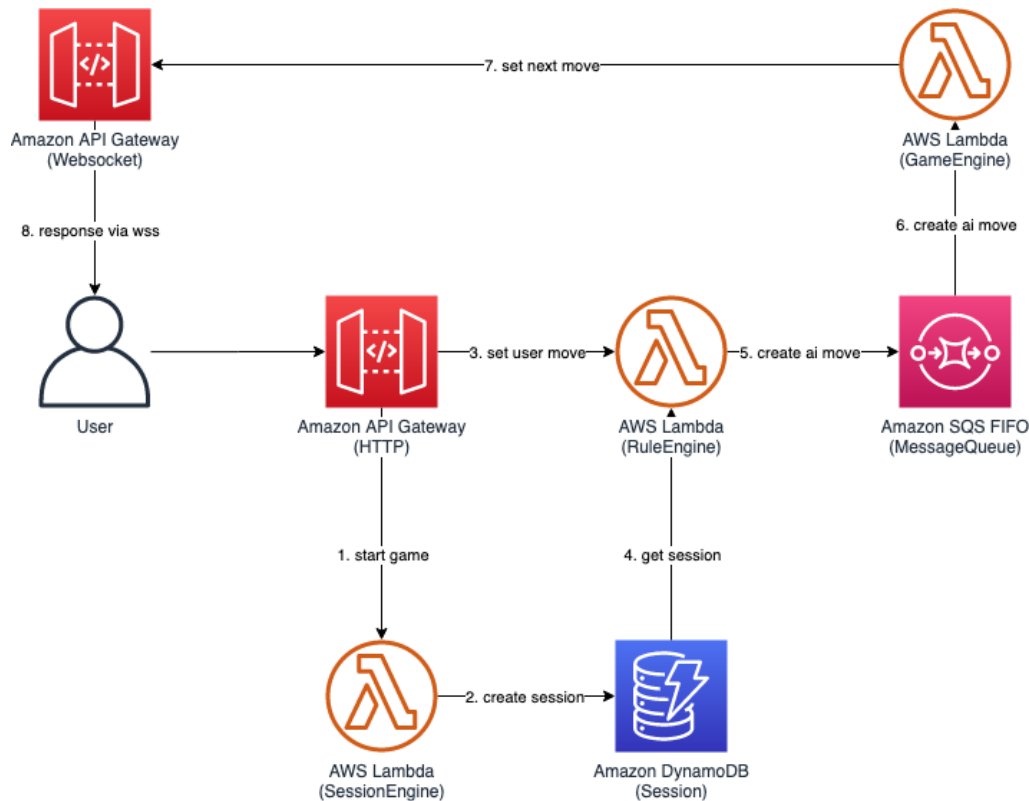 7. set next move
Amazon API Gateway
(Websocket)
AWS Lambda
(GameEngine)
8. response via wss
6. create ai move
</>
</>
3. set user move
5. create ai move
User
Amazon API Gateway
(HTTP)
AWS Lambda
(RuleEngine)
Amazon SQS FIFO
(MessageQueue)
1. start game
4. get session
2. create session
AWS Lambda
(SessionEngine)
Amazon DynamoDB
(Session)